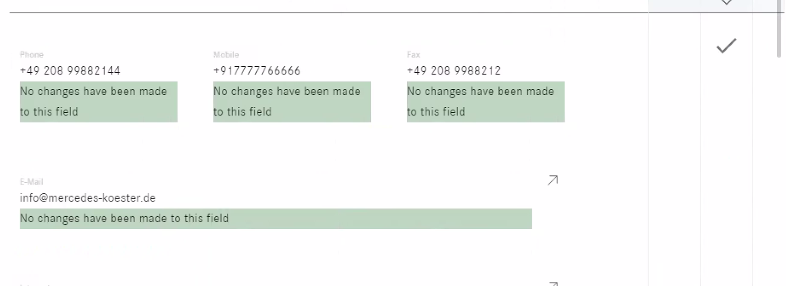 Phone
Mobile
Fax
+49 208 99882144
+917777766666
+49 208 9988212
No changes have been made
to this field
No changes have been made
to this field
No changes have been made
to this field
E-Mail
info@mercedes-koester.de
No changes have been made to this field